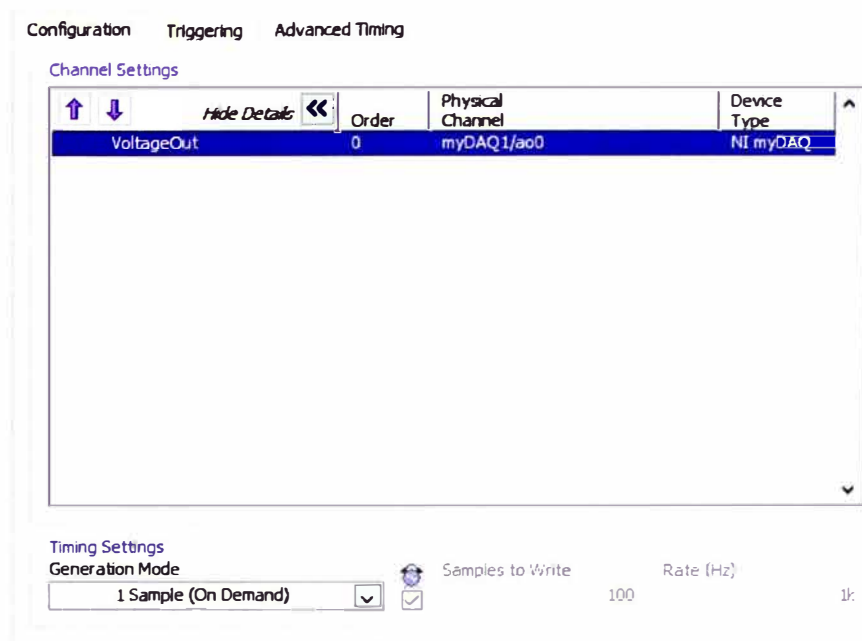 Configuration Triggering Advanced Timing
Channel Settings
Hide Details Order Physical Channel Device Type
VoltageOut 0 myDAQ1/ao0 NI myDAQ
Timing Settings
Generation Mode Samples to Write Rate (Hz)
1 Sample (On Demand) 100 1k